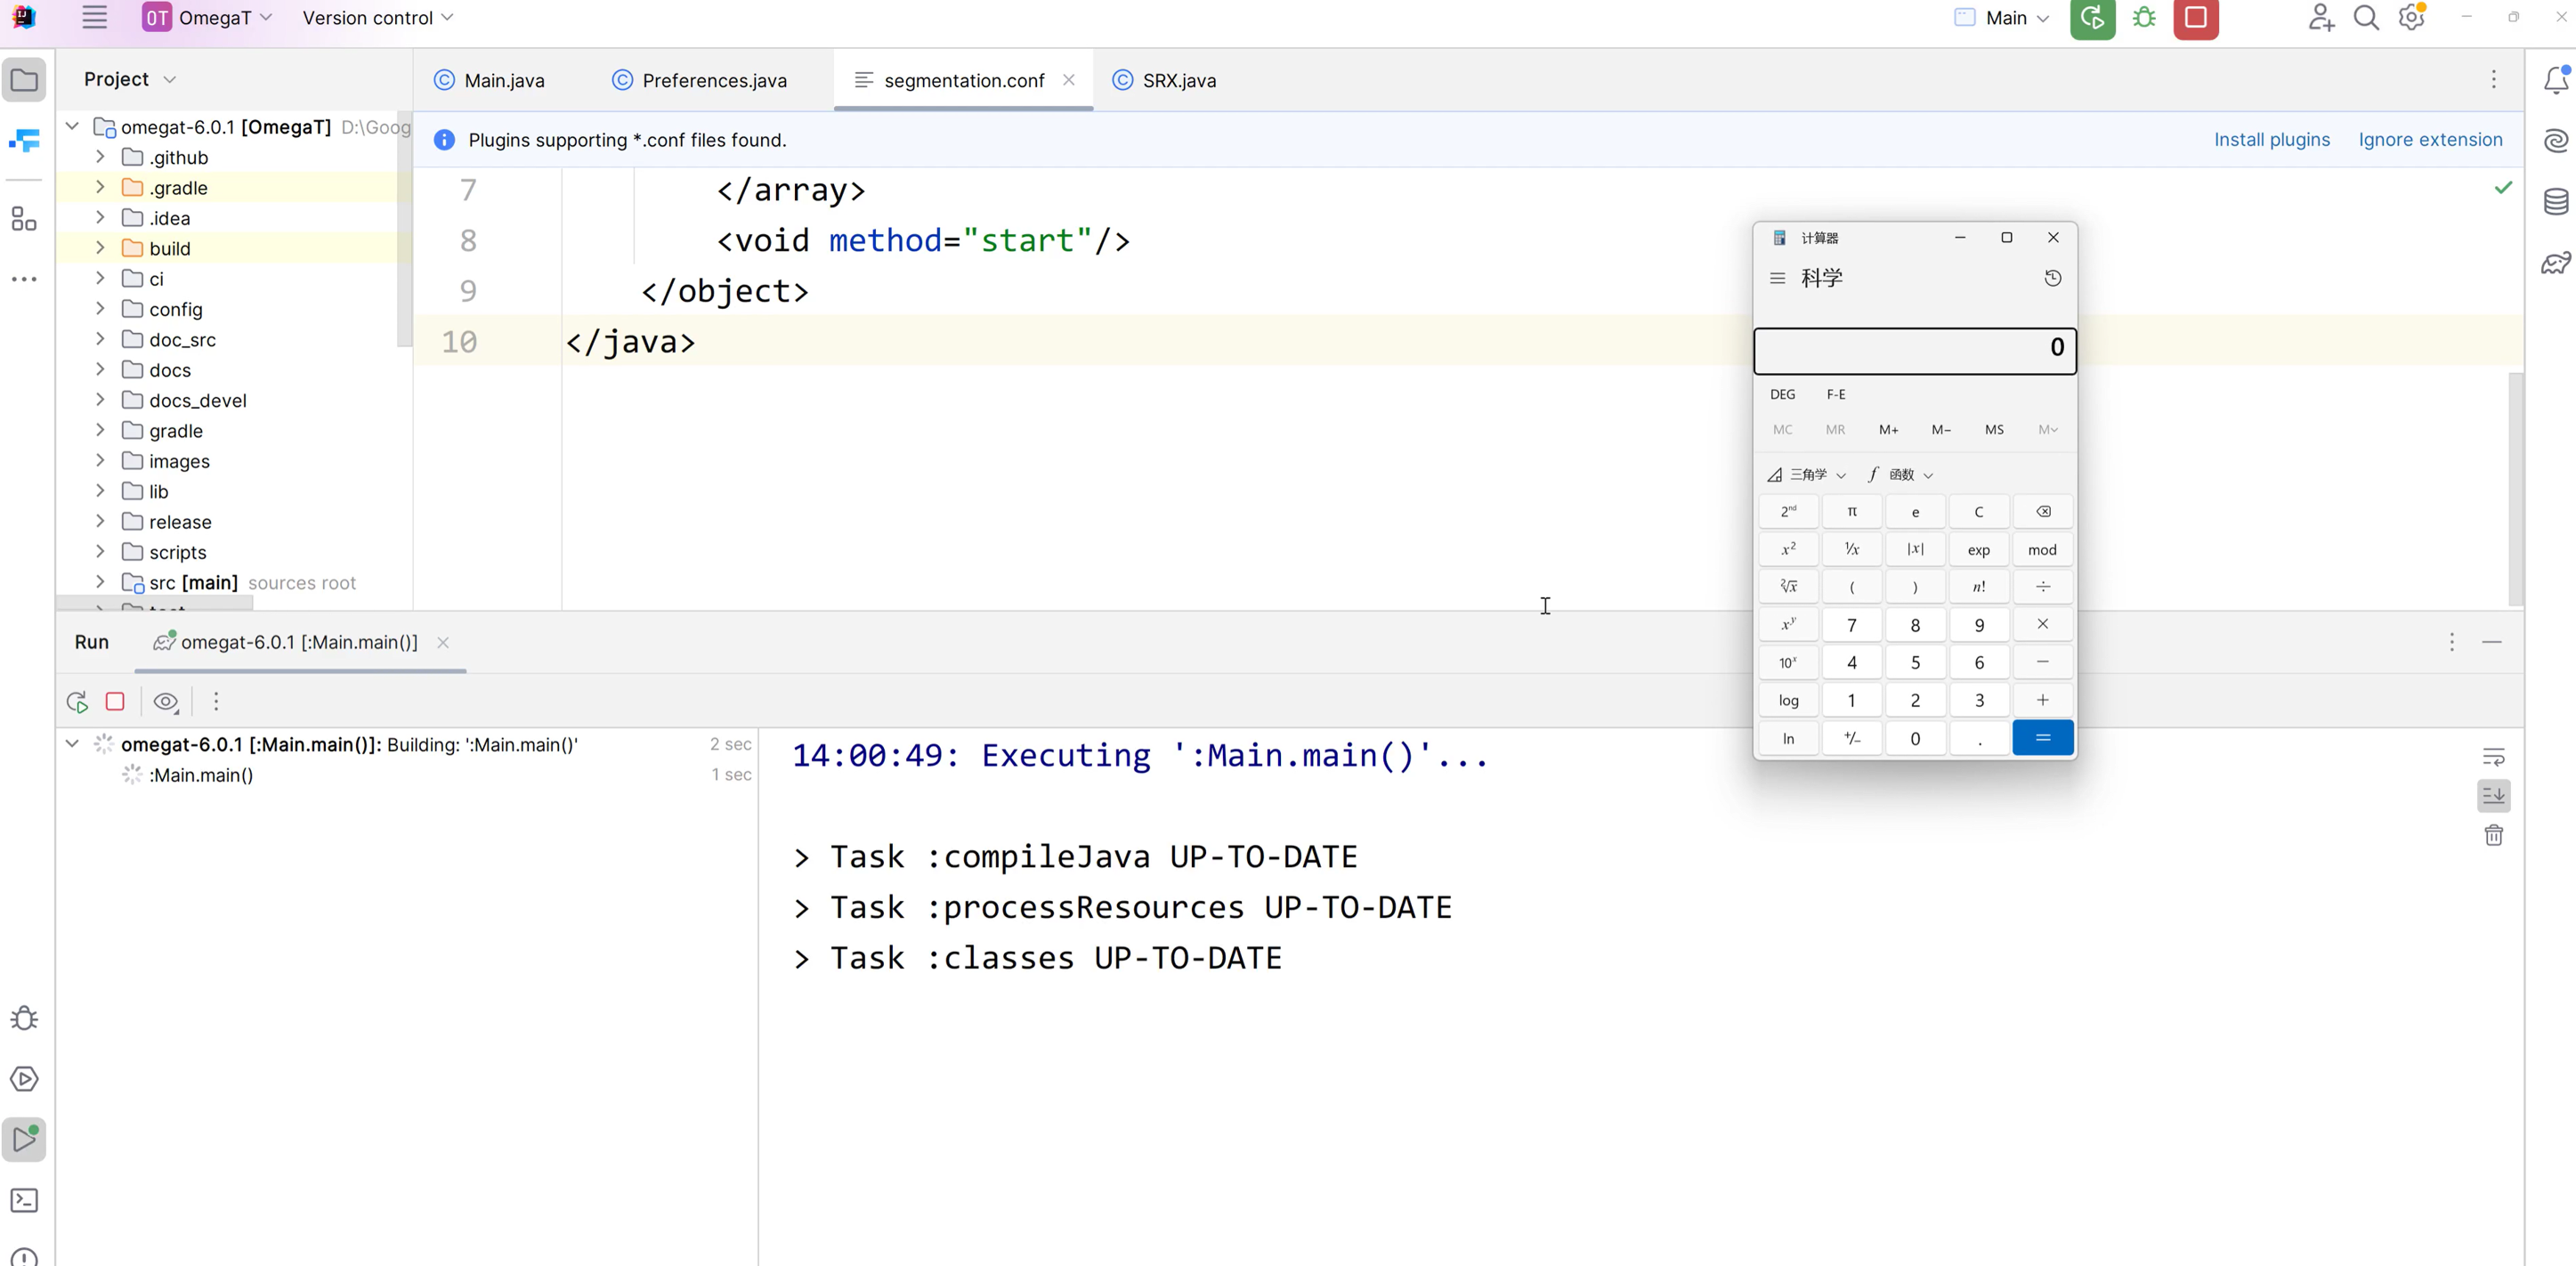 OT OmegaT Version control Main
Project
Main.java Preferences.java segmentation.conf SRX.java
omegat-6.0.1 [OmegaT] D:\Goog
Plugins supporting *.conf files found. Install plugins Ignore extension
.github
.gradle
.idea
build
ci
config
doc_src
docs
docs_devel
gradle
images
lib
release
scripts
src [main] sources root
7 </array>
8 <void method="start"/>
9 </object>
10 </java>
计算器
科学
0
DEG F-E
MC MR M+ M- MS M
三角学 f 函数
2nd π e C
x2 1/x |x| exp mod
2√x ( ) n! ÷
xy 7 8 9 ×
10x 4 5 6 −
log 1 2 3 +
ln +/− 0 . =
Run omegat-6.0.1 [:Main.main()]
omegat-6.0.1 [:Main.main()]: Building: ':Main.main()' 2 sec
:Main.main() 1 sec
14:00:49: Executing ':Main.main()'...
> Task :compileJava UP-TO-DATE
> Task :processResources UP-TO-DATE
> Task :classes UP-TO-DATE